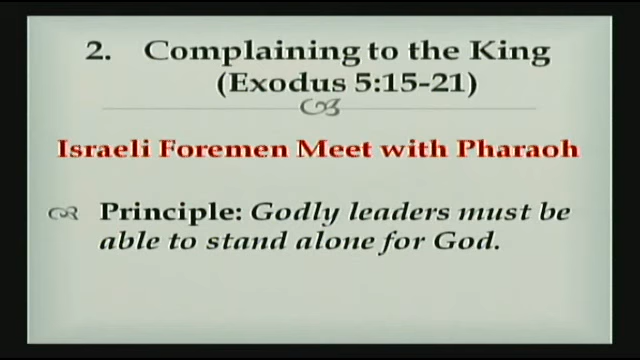 2. Complaining to the King
(Exodus 5:15-21)
Israeli Foremen Meet with Pharaoh
Principle: Godly leaders must be
able to stand alone for God.